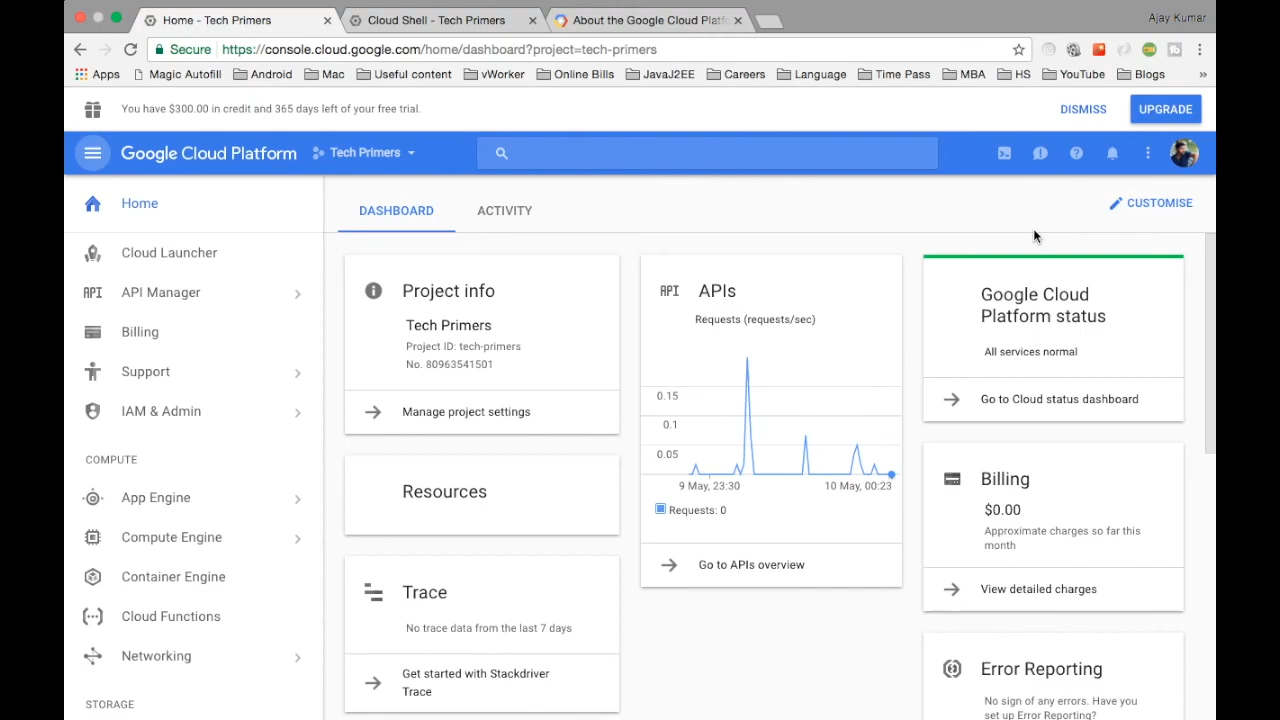 Home - Tech Primers
Cloud Shell - Tech Primers
About the Google Cloud Platf
Ajay Kumar
Secure
https://console.cloud.google.com/home/dashboard?project=tech-primers
Apps
Magic Autofill
Android
Mac
Useful content
vWorker
Online Bills
JavaJ2EE
Careers
Language
Time Pass
MBA
HS
YouTube
Blogs
»
You have $300.00 in credit and 365 days left of your free trial.
DISMISS
UPGRADE
Google Cloud Platform
Tech Primers
Home
Cloud Launcher
API
API Manager
Billing
Support
IAM & Admin
COMPUTE
App Engine
Compute Engine
Container Engine
Cloud Functions
Networking
STORAGE
DASHBOARD
ACTIVITY
CUSTOMISE
Project info
Tech Primers
Project ID: tech-primers
No. 80963541501
Manage project settings
Resources
Trace
No trace data from the last 7 days
Get started with Stackdriver
Trace
API
APIs
Requests (requests/sec)
0.15
0.1
0.05
9 May, 23:30
10 May, 00:23
Requests: 0
Go to APIs overview
Google Cloud
Platform status
All services normal
Go to Cloud status dashboard
Billing
$0.00
Approximate charges so far this
month
View detailed charges
Error Reporting
No sign of any errors. Have you
set up Error Reporting?